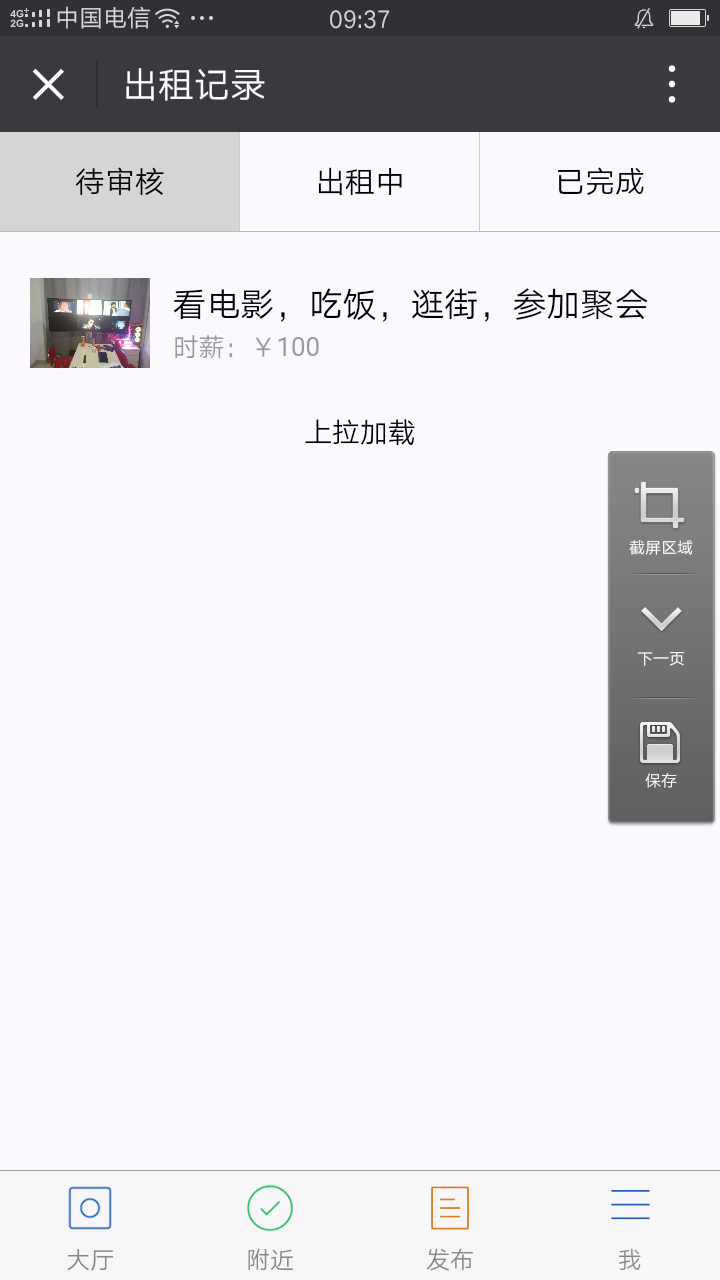 4G+ 2G 中国电信 ··· 09:37
出租记录
待审核 出租中 已完成
看电影，吃饭，逛街，参加聚会
时薪：￥100
上拉加载
截屏区域
下一页
保存
大厅 附近 发布 我